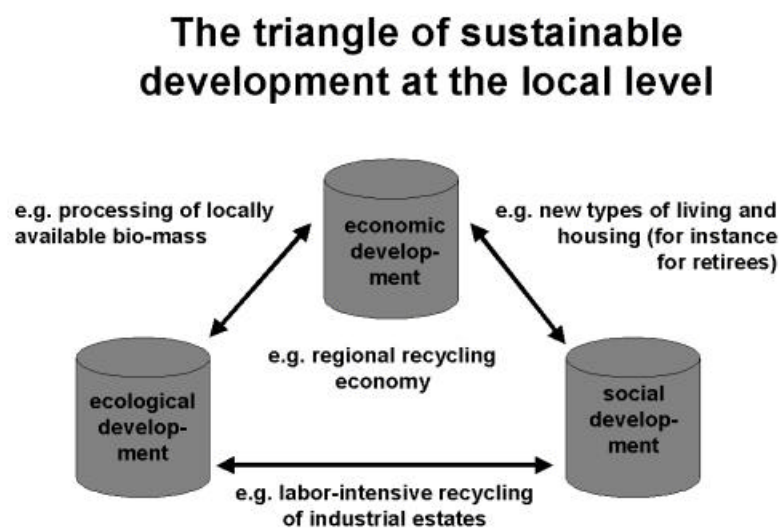 The triangle of sustainable
development at the local level
e.g. processing of locally
available bio-mass
economic
develop-
ment
e.g. new types of living and
housing (for instance
for retirees)
e.g. regional recycling
economy
ecological
develop-
ment
social
develop-
ment
e.g. labor-intensive recycling
of industrial estates